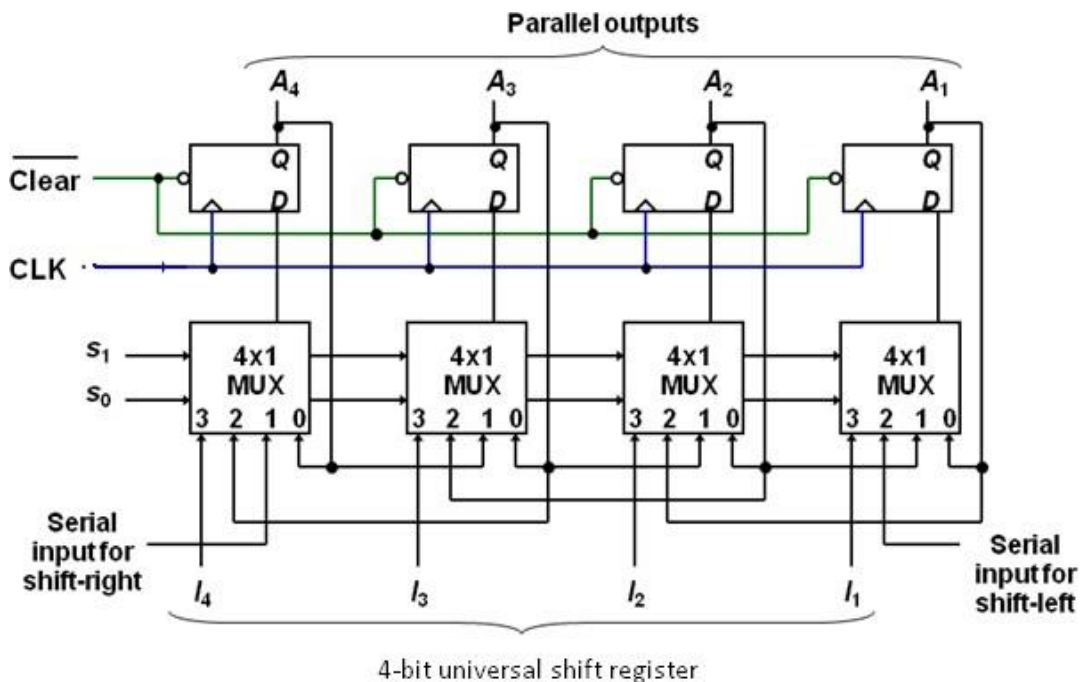 Parallel outputs
A4 A3 A2 A1
Q Q Q Q
Clear
D D D D
CLK
s1 4x1 4x1 4x1 4x1
MUX MUX MUX MUX
s0
3 2 1 0 3 2 1 0 3 2 1 0 3 2 1 0
Serial
input for
shift-right
Serial
input for
shift-left
I4 I3 I2 I1
4-bit universal shift register